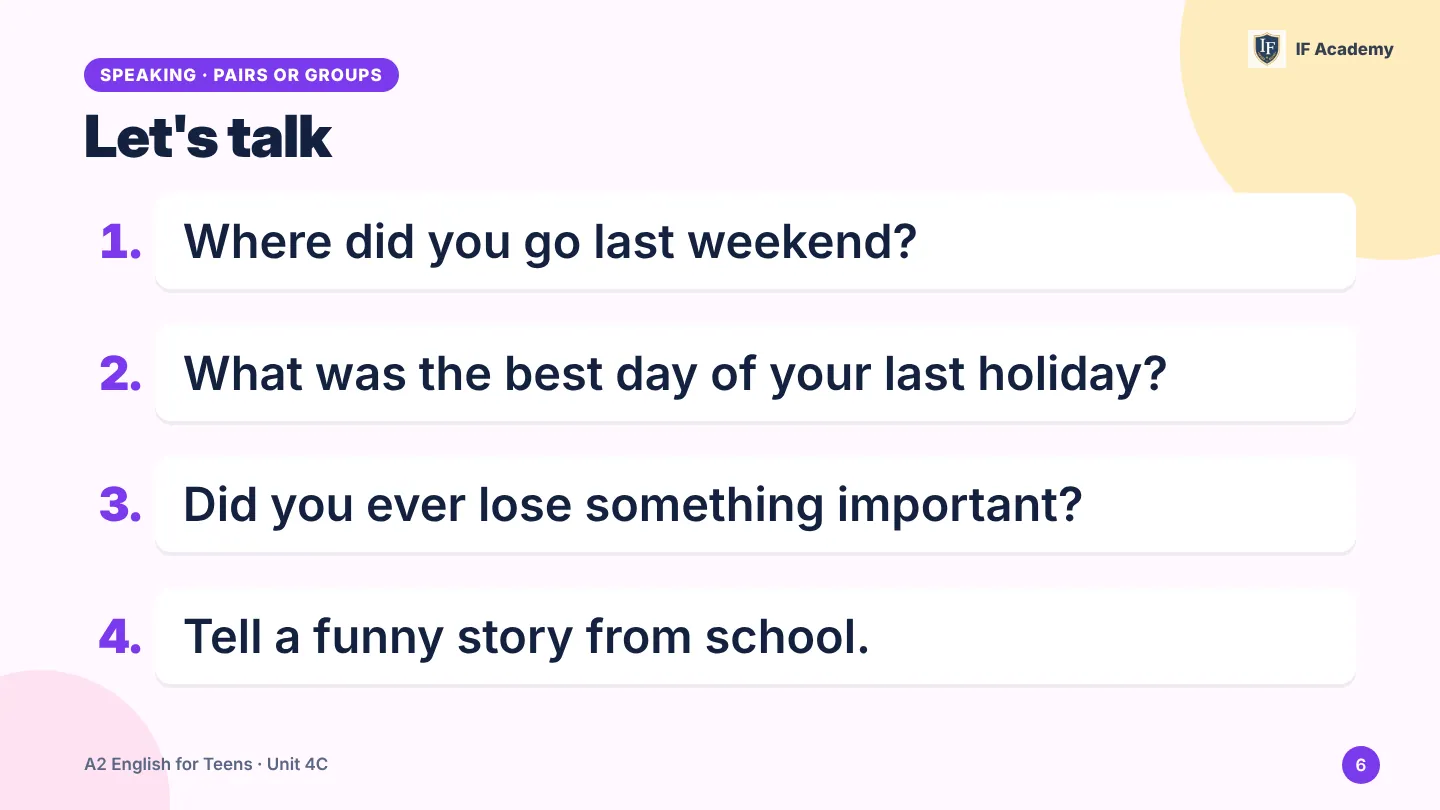 IF Academy
SPEAKING · PAIRS OR GROUPS
Let's talk
1. Where did you go last weekend?
2. What was the best day of your last holiday?
3. Did you ever lose something important?
4. Tell a funny story from school.
A2 English for Teens · Unit 4C
6